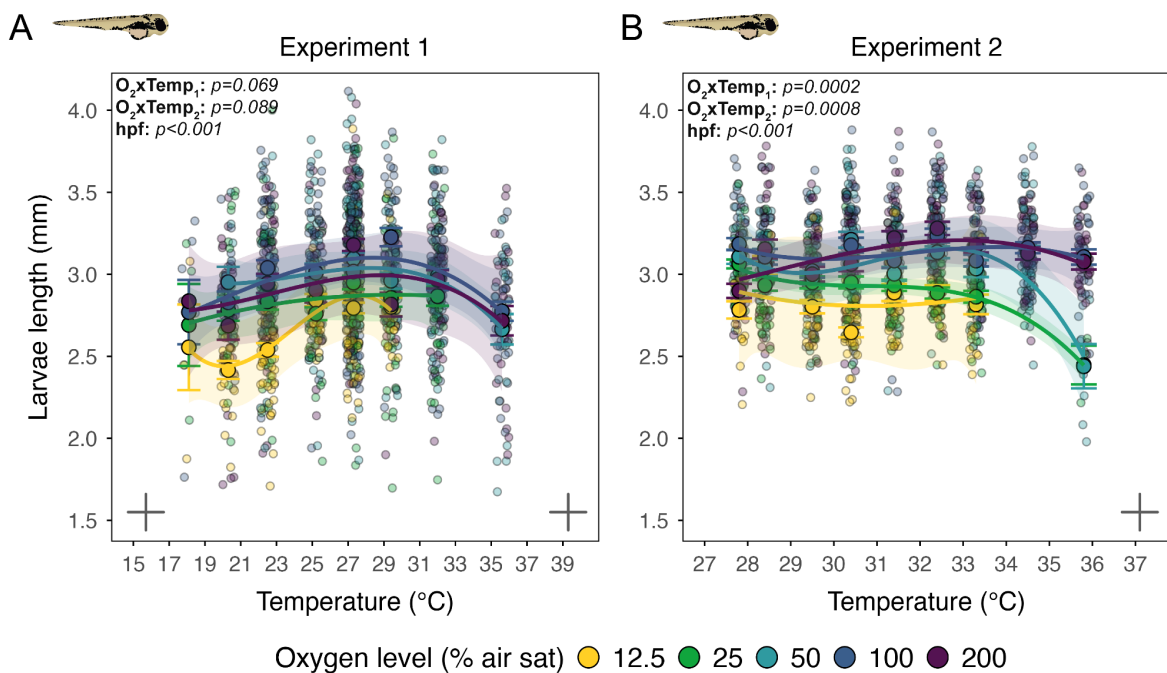 A
Experiment 1
O₂xTemp₁: p=0.069
O₂xTemp₂: p=0.089
hpf: p<0.001
Larvae length (mm)
4.0
3.5
3.0
2.5
2.0
1.5
15 17 19 21 23 25 27 29 31 33 35 37 39
Temperature (°C)
B
Experiment 2
O₂xTemp₁: p=0.0002
O₂xTemp₂: p=0.0008
hpf: p<0.001
4.0
3.5
3.0
2.5
2.0
1.5
27 28 29 30 31 32 33 34 35 36 37
Temperature (°C)
Oxygen level (% air sat) 12.5 25 50 100 200